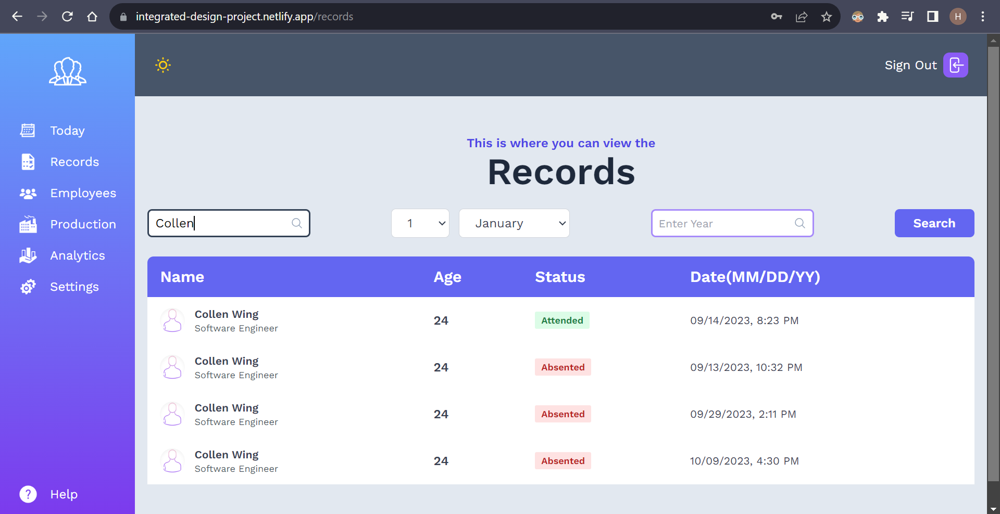 integrated-design-project.netlify.app/records
H
Sign Out
Today
Records
Employees
Production
Analytics
Settings
? Help
This is where you can view the
Records
Collen
1
January
Enter Year
Search
Name Age Status Date(MM/DD/YY)
Collen Wing
Software Engineer
24 Attended 09/14/2023, 8:23 PM
Collen Wing
Software Engineer
24 Absented 09/13/2023, 10:32 PM
Collen Wing
Software Engineer
24 Absented 09/29/2023, 2:11 PM
Collen Wing
Software Engineer
24 Absented 10/09/2023, 4:30 PM